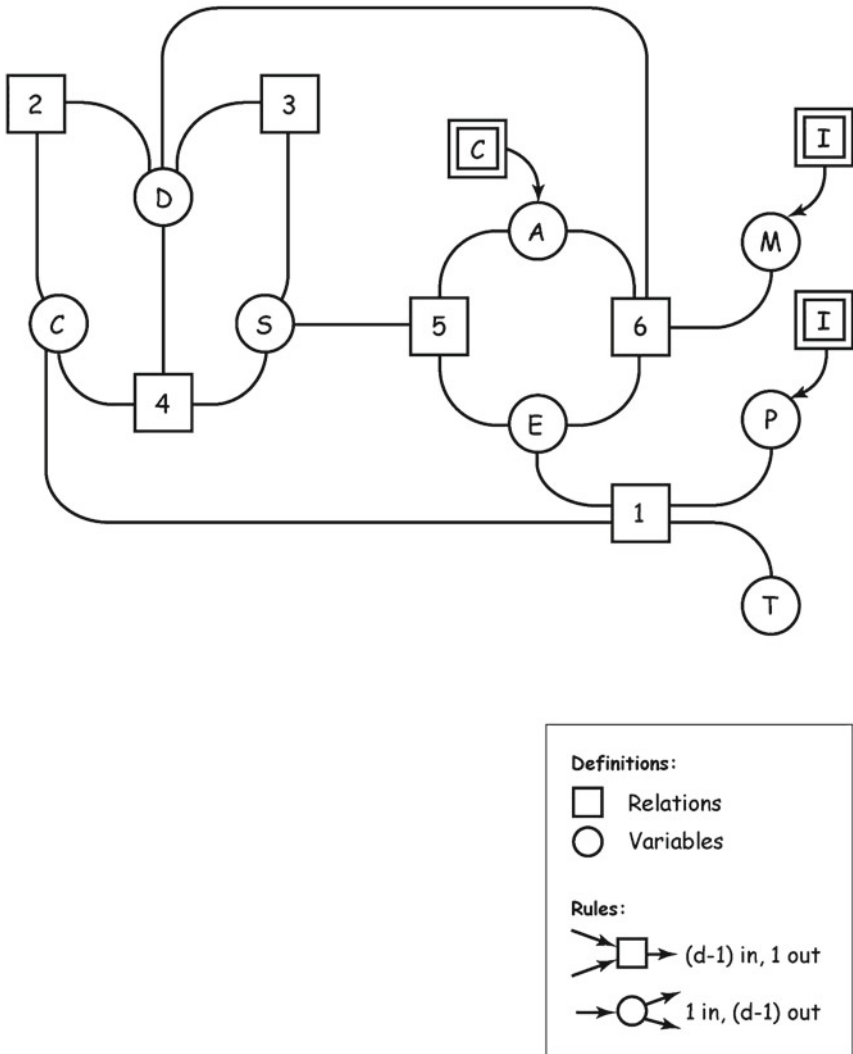 2
3
C
I
D
A
M
C
S
5
6
I
4
E
P
1
T
Definitions:
Relations
Variables
Rules:
(d-1) in, 1 out
1 in, (d-1) out